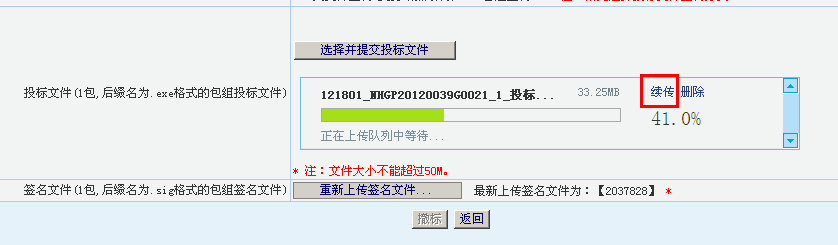 选择并提交投标文件
投标文件(1包,后缀名为.exe格式的包组投标文件)
121801_WHGP20120039G0021_1_投标... 33.25MB 续传 删除
41.0%
正在上传队列中等待...
* 注：文件大小不能超过50M。
签名文件(1包,后缀名为.sig格式的包组签名文件) 重新上传签名文件... 最新上传签名文件为：【2037828】 *
撤标 返回